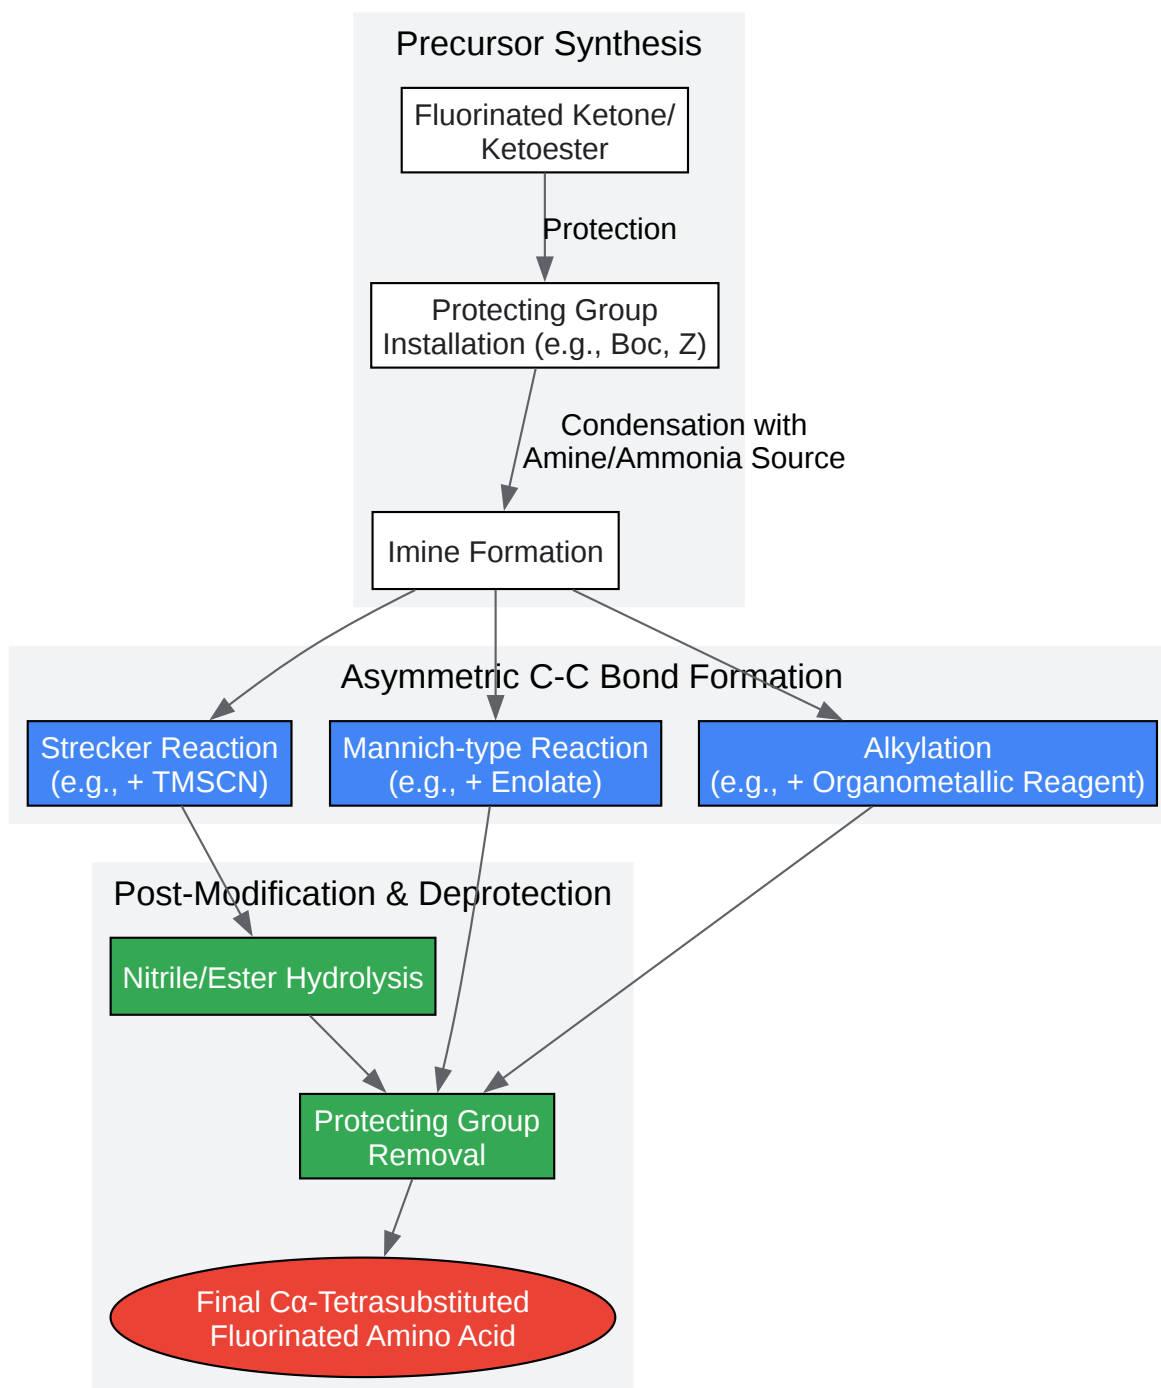 Precursor Synthesis
Fluorinated Ketone/
Ketoester
Protection
Protecting Group
Installation (e.g., Boc, Z)
Condensation with
Amine/Ammonia Source
Imine Formation
Asymmetric C-C Bond Formation
Strecker Reaction
(e.g., + TMSCN)
Mannich-type Reaction
(e.g., + Enolate)
Alkylation
(e.g., + Organometallic Reagent)
Post-Modification & Deprotection
Nitrile/Ester Hydrolysis
Protecting Group
Removal
Final Cα-Tetrasubstituted
Fluorinated Amino Acid